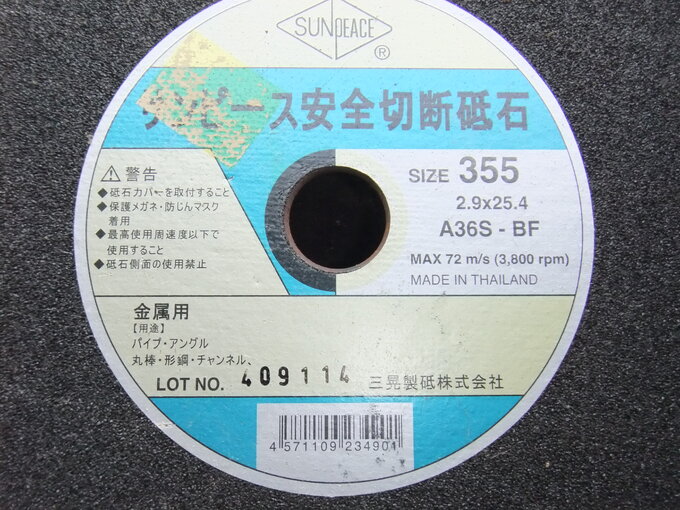 SUNPEACE
®
サンピース安全切断砥石
警告
◆砥石カバーを取付すること
◆保護メガネ・防じんマスク
着用
◆最高使用周速度以下で
使用すること
◆砥石側面の使用禁止
SIZE 355
2.9x25.4
A36S - BF
MAX 72 m/s (3,800 rpm)
MADE IN THAILAND
金属用
【用途】
パイプ・アングル
丸棒・形鋼・チャンネル、
LOT NO. 409114
三晃製砥株式会社
4 571109 234901